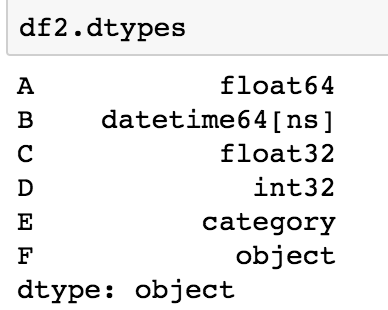 df2.dtypes
A             float64
B      datetime64[ns]
C             float32
D               int32
E            category
F              object
dtype: object